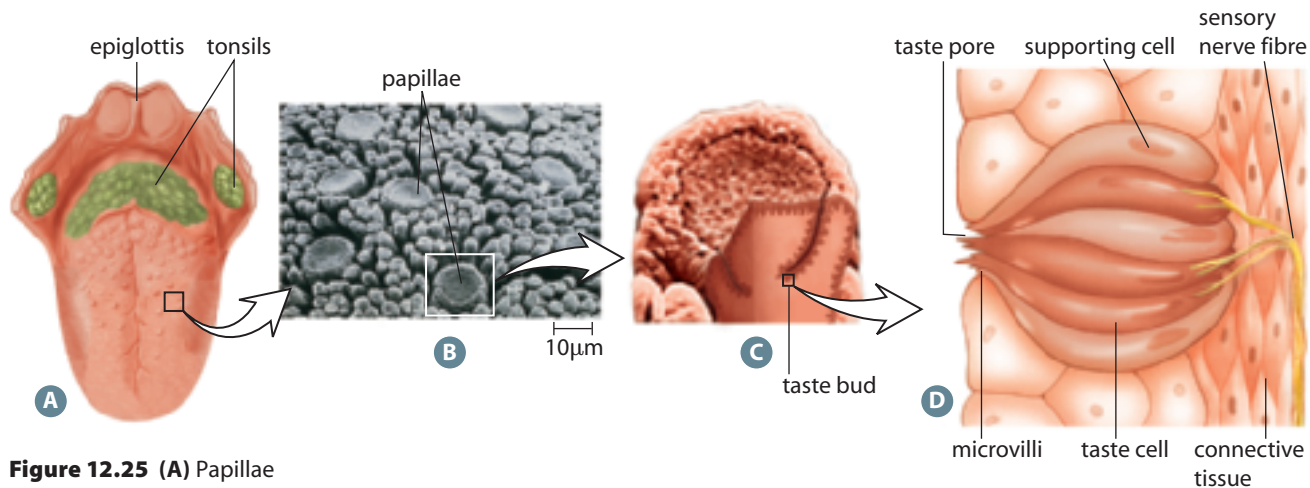 epiglottis tonsils
papillae
taste pore supporting cell
sensory
nerve fibre
A
B
10μm
C
taste bud
D
microvilli taste cell connective
tissue
Figure 12.25 (A) Papillae